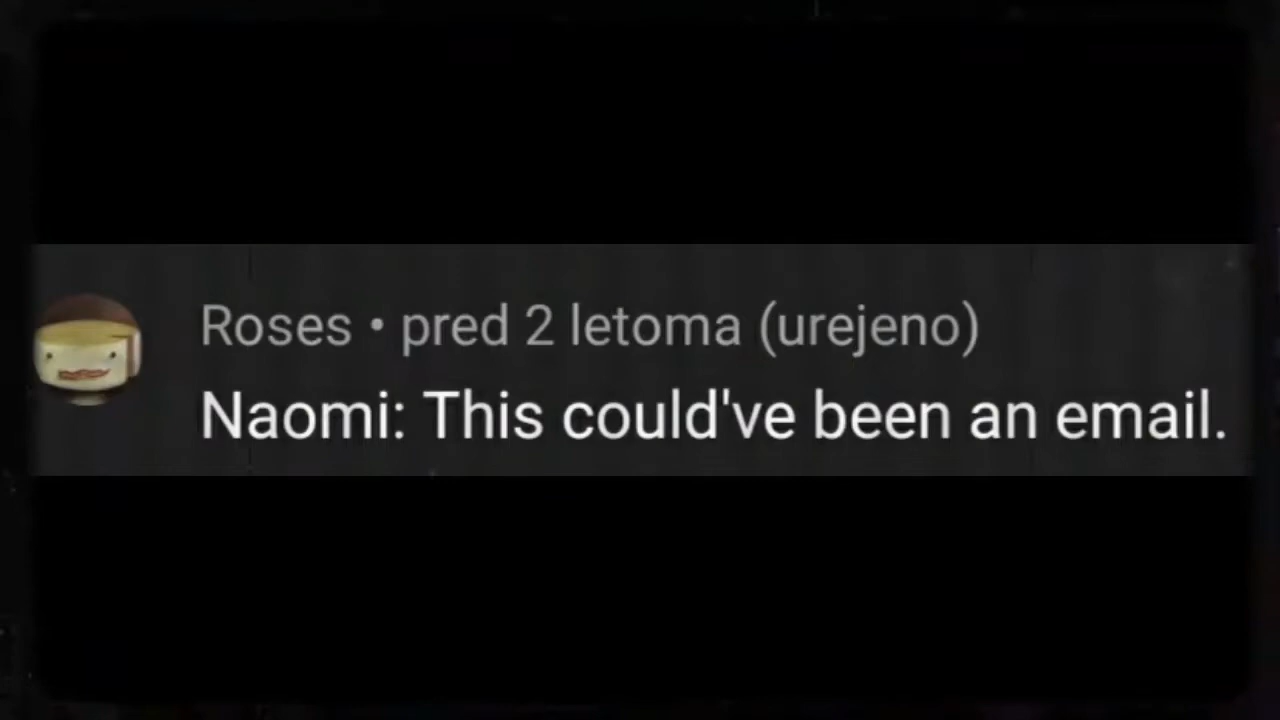 Roses • pred 2 letoma (urejeno)
Naomi: This could've been an email.